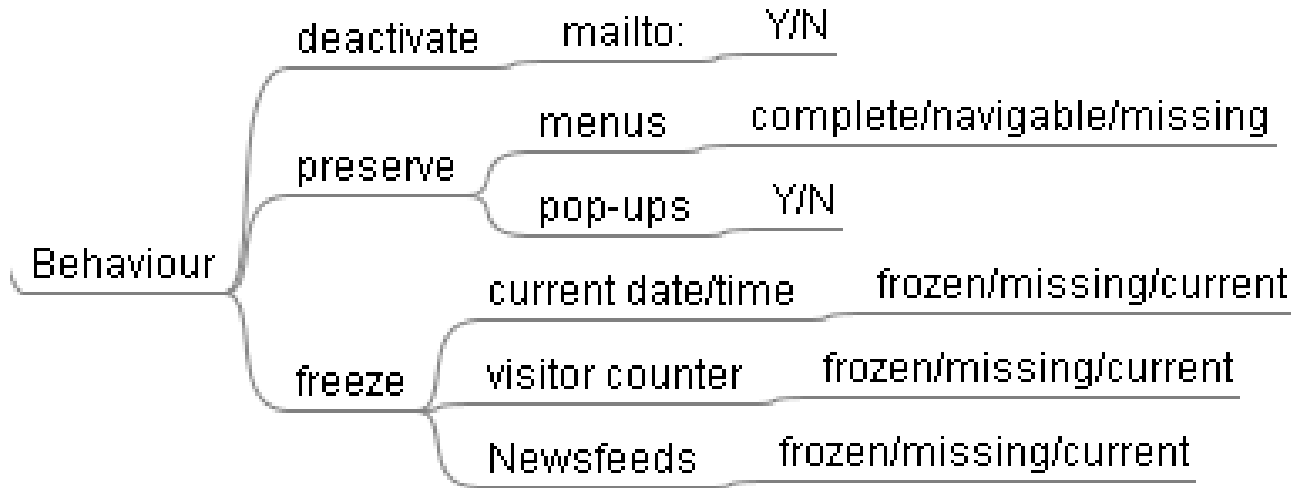 deactivate mailto: Y/N
menus complete/navigable/missing
preserve
pop-ups Y/N
Behaviour
current date/time frozen/missing/current
freeze visitor counter frozen/missing/current
Newsfeeds frozen/missing/current